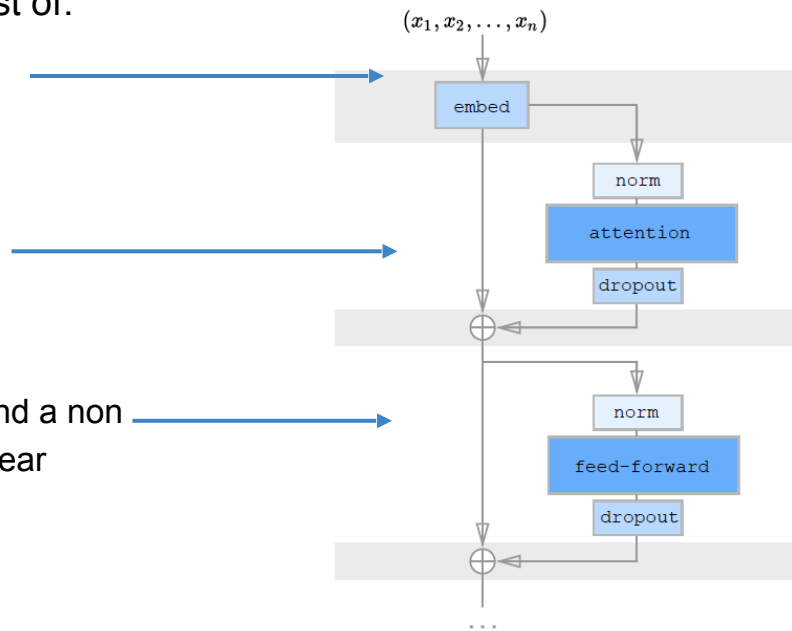 st of:
(x₁, x₂, . . . , xₙ)
embed
norm
attention
dropout
nd a non
ear
norm
feed-forward
dropout
...